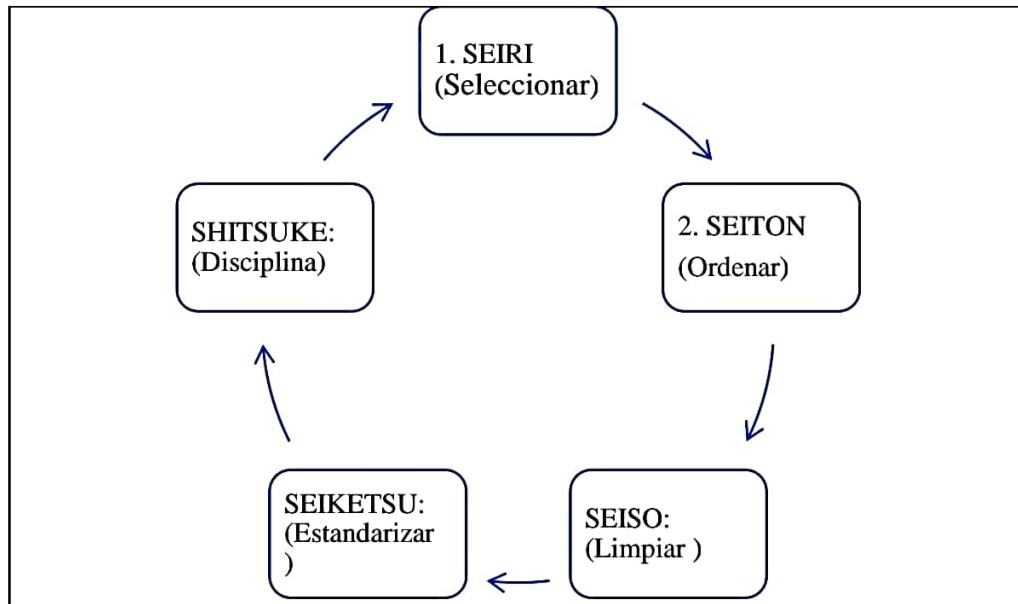 1. SEIRI
(Seleccionar)
2. SEITON
(Ordenar)
SEISO:
(Limpiar )
SEIKETSU:
(Estandarizar
)
SHITSUKE:
(Disciplina)